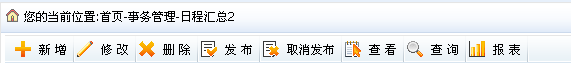 您的当前位置:首页-事务管理-日程汇总2
新 增 修 改 删 除 发 布 取消发布 查 看 查 询 报 表